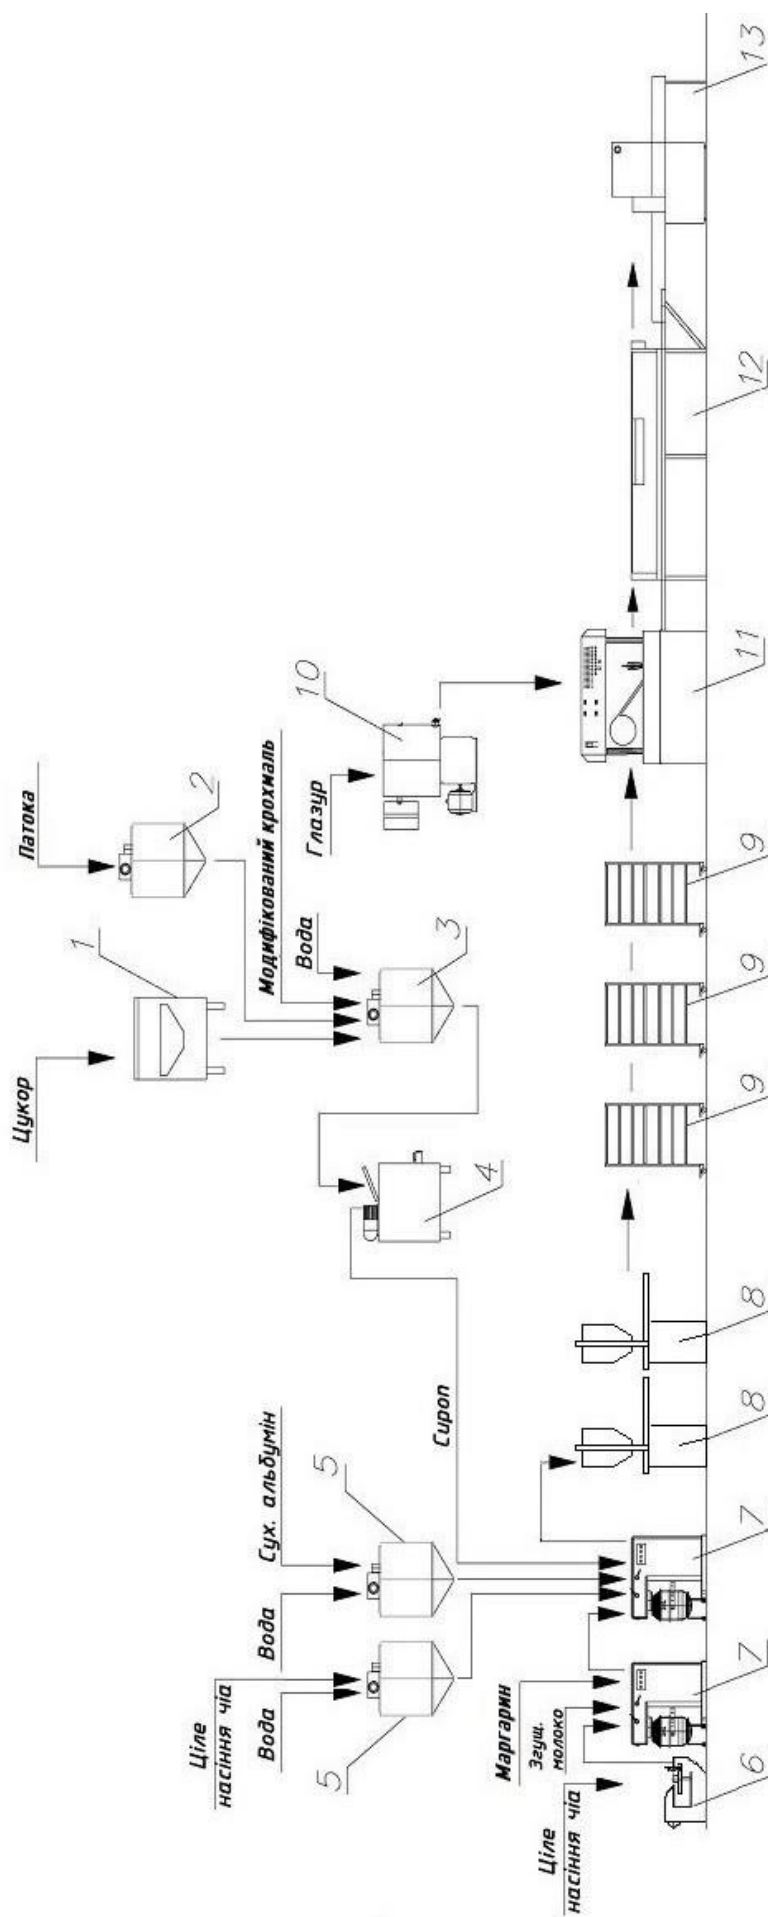 Ціле
насіння чіа
Вода
Вода
Сух. альбумін
5
5
Цукор
1
Патока
2
Модифікований крохмаль
Вода
3
4
Сироп
Глазур
10
Ціле
насіння чіа
Згущ.
молоко
Маргарин
6
7
7
8
8
9
9
9
11
12
13